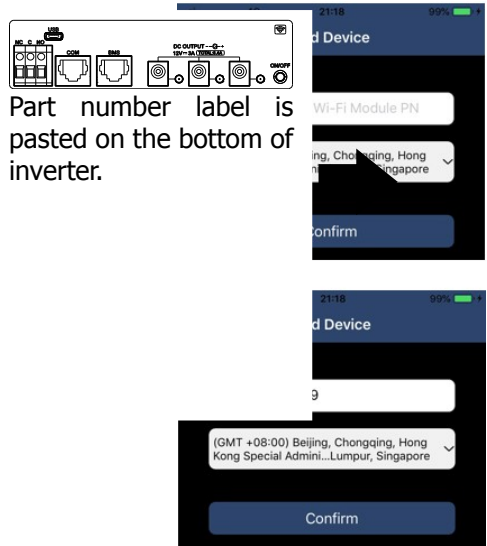 21:18 99%
d Device
USB
NC C NO
COM
BMS
DC OUTPUT
12V⎓ 3A TOTAL:5.4A
ON/OFF
Wi-Fi Module PN
Part number label is
pasted on the bottom of
inverter.
ing, Chongqing, Hong
Singapore
onfirm
21:18 99%
d Device
9
(GMT +08:00) Beijing, Chongqing, Hong
Kong Special Admini...Lumpur, Singapore
Confirm